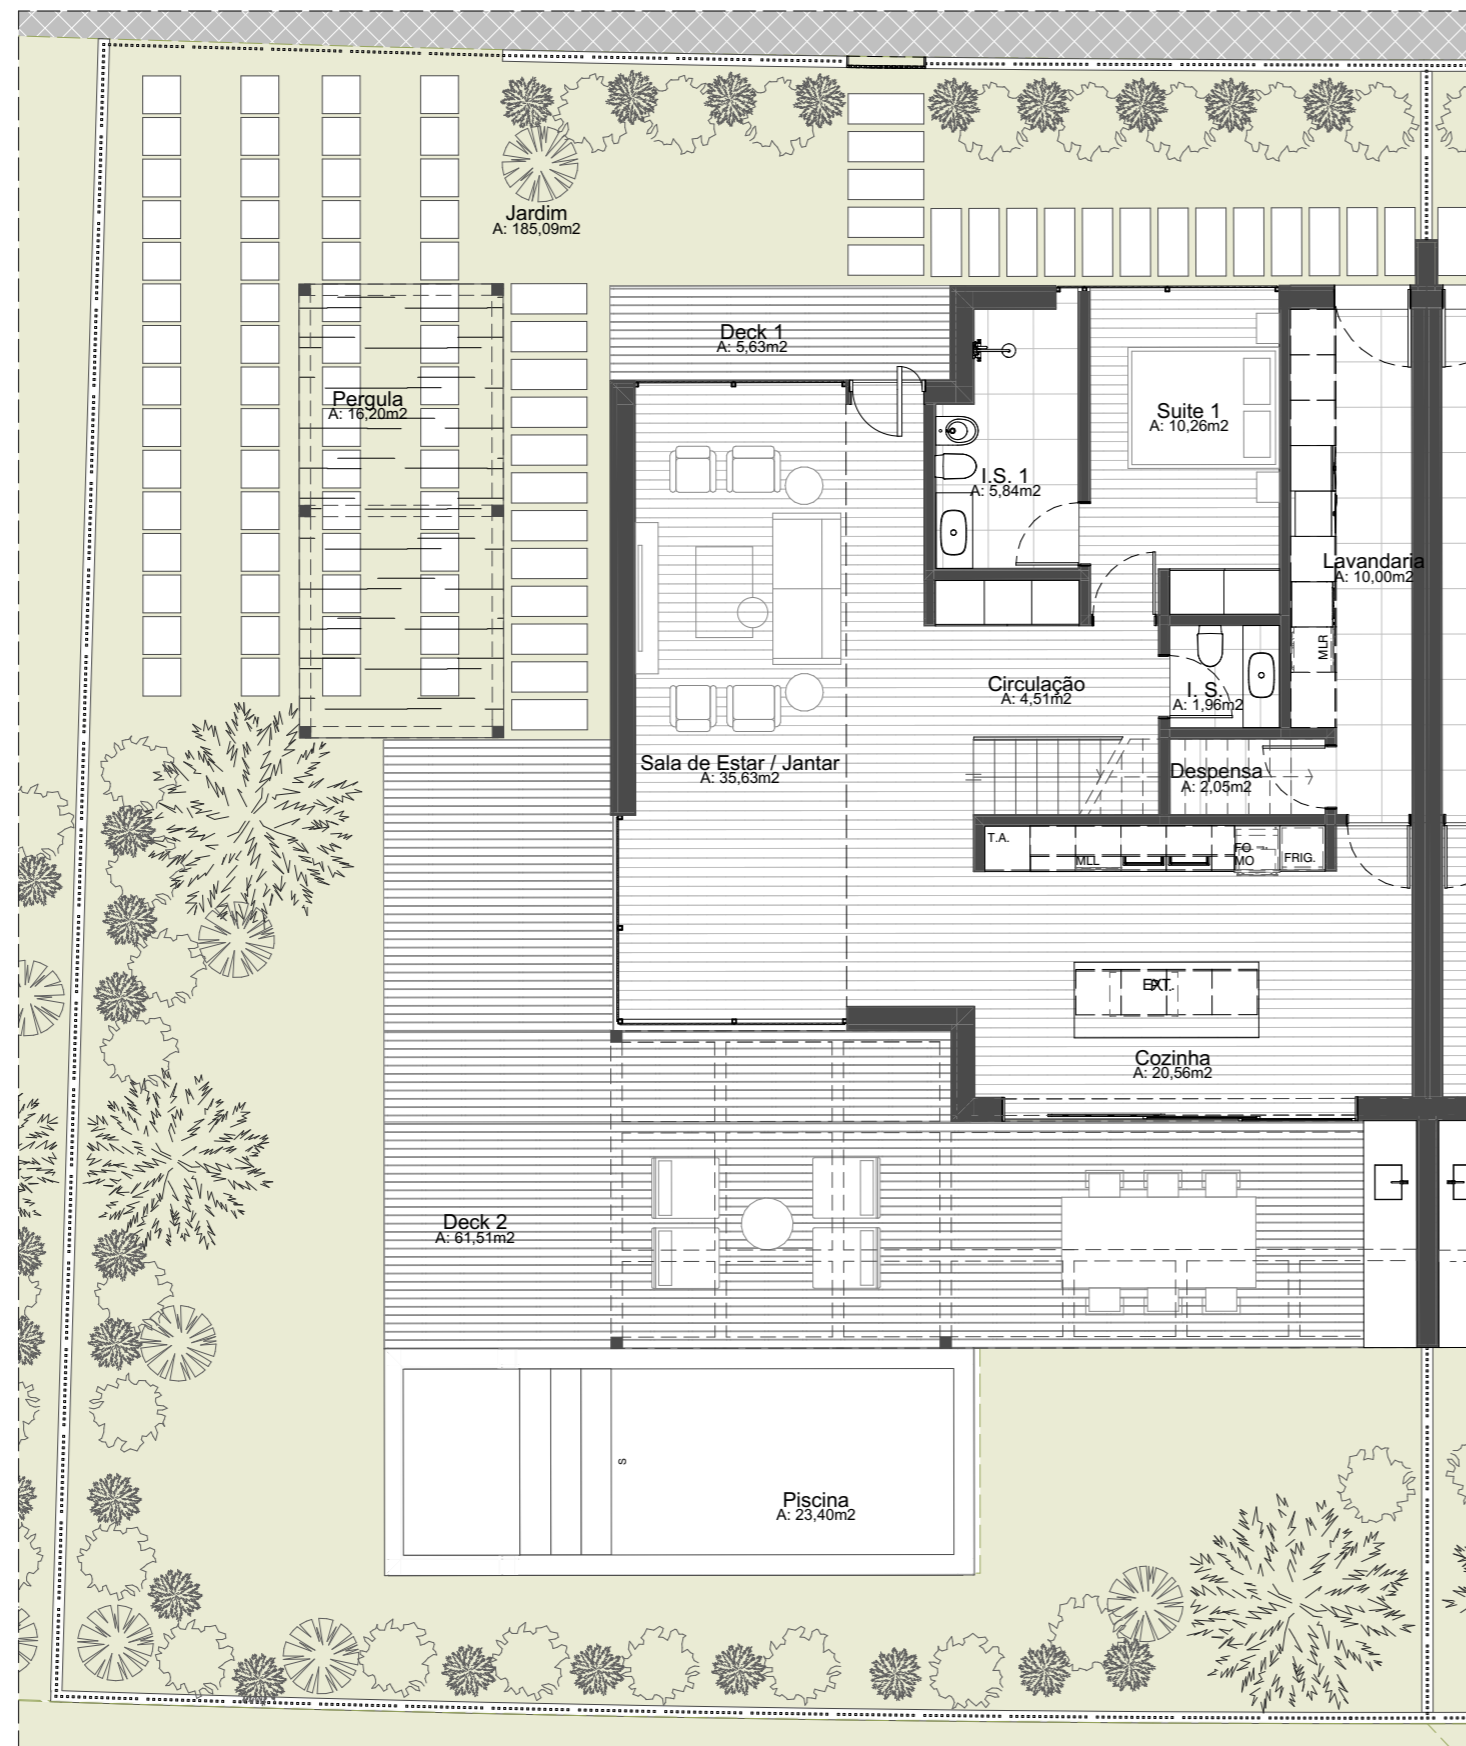 Jardim
A: 185,09m2
Deck 1
A: 5,63m2
Pergula
A: 16,20m2
Suite 1
A: 10,26m2
I.S. 1
A: 5,84m2
Lavandaria
A: 10,00m2
MLR
Circulação
A: 4,51m2
I. S.
A: 1,96m2
Sala de Estar / Jantar
A: 35,63m2
Despensa
A: 2,05m2
T.A.
MLL
FO
MO
FRIG.
EXT.
Cozinha
A: 20,56m2
Deck 2
A: 61,51m2
S
Piscina
A: 23,40m2